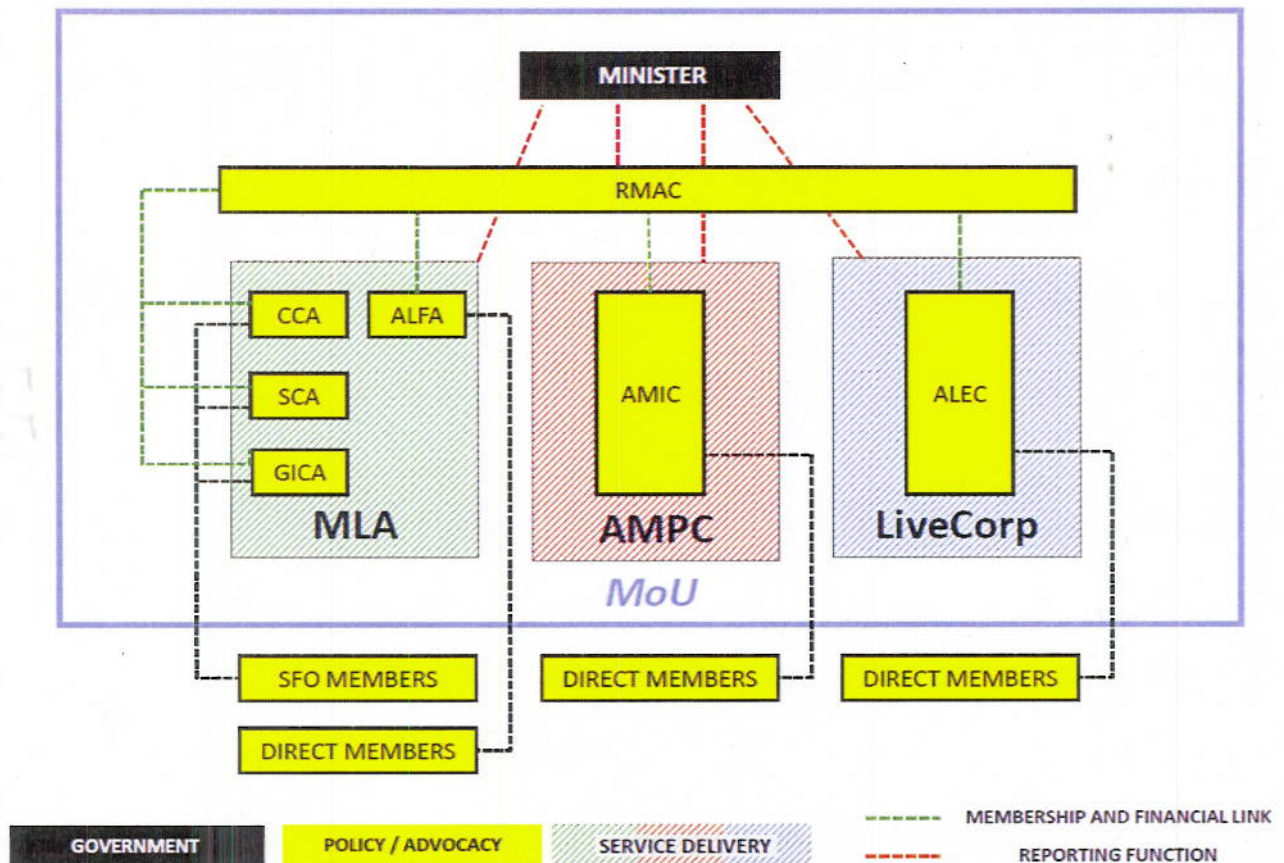 MINISTER
RMAC
CCA
ALFA
SCA
AMIC
ALEC
GICA
MLA
AMPC
LiveCorp
MoU
SFO MEMBERS
DIRECT MEMBERS
DIRECT MEMBERS
DIRECT MEMBERS
GOVERNMENT
POLICY / ADVOCACY
SERVICE DELIVERY
MEMBERSHIP AND FINANCIAL LINK
REPORTING FUNCTION